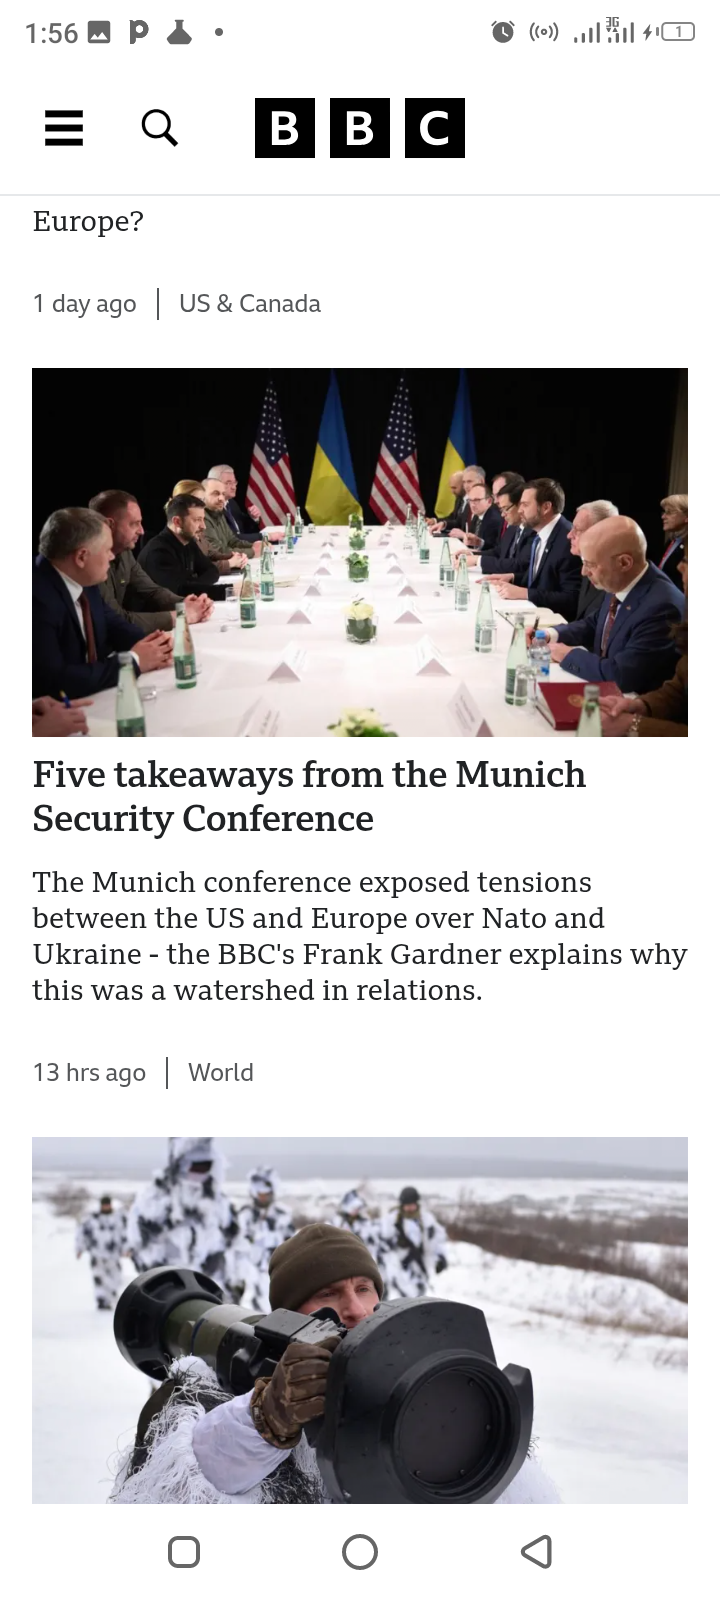 1:56
3G
1
BBC
Europe?
1 day ago | US & Canada
Five takeaways from the Munich
Security Conference
The Munich conference exposed tensions
between the US and Europe over Nato and
Ukraine - the BBC's Frank Gardner explains why
this was a watershed in relations.
13 hrs ago | World